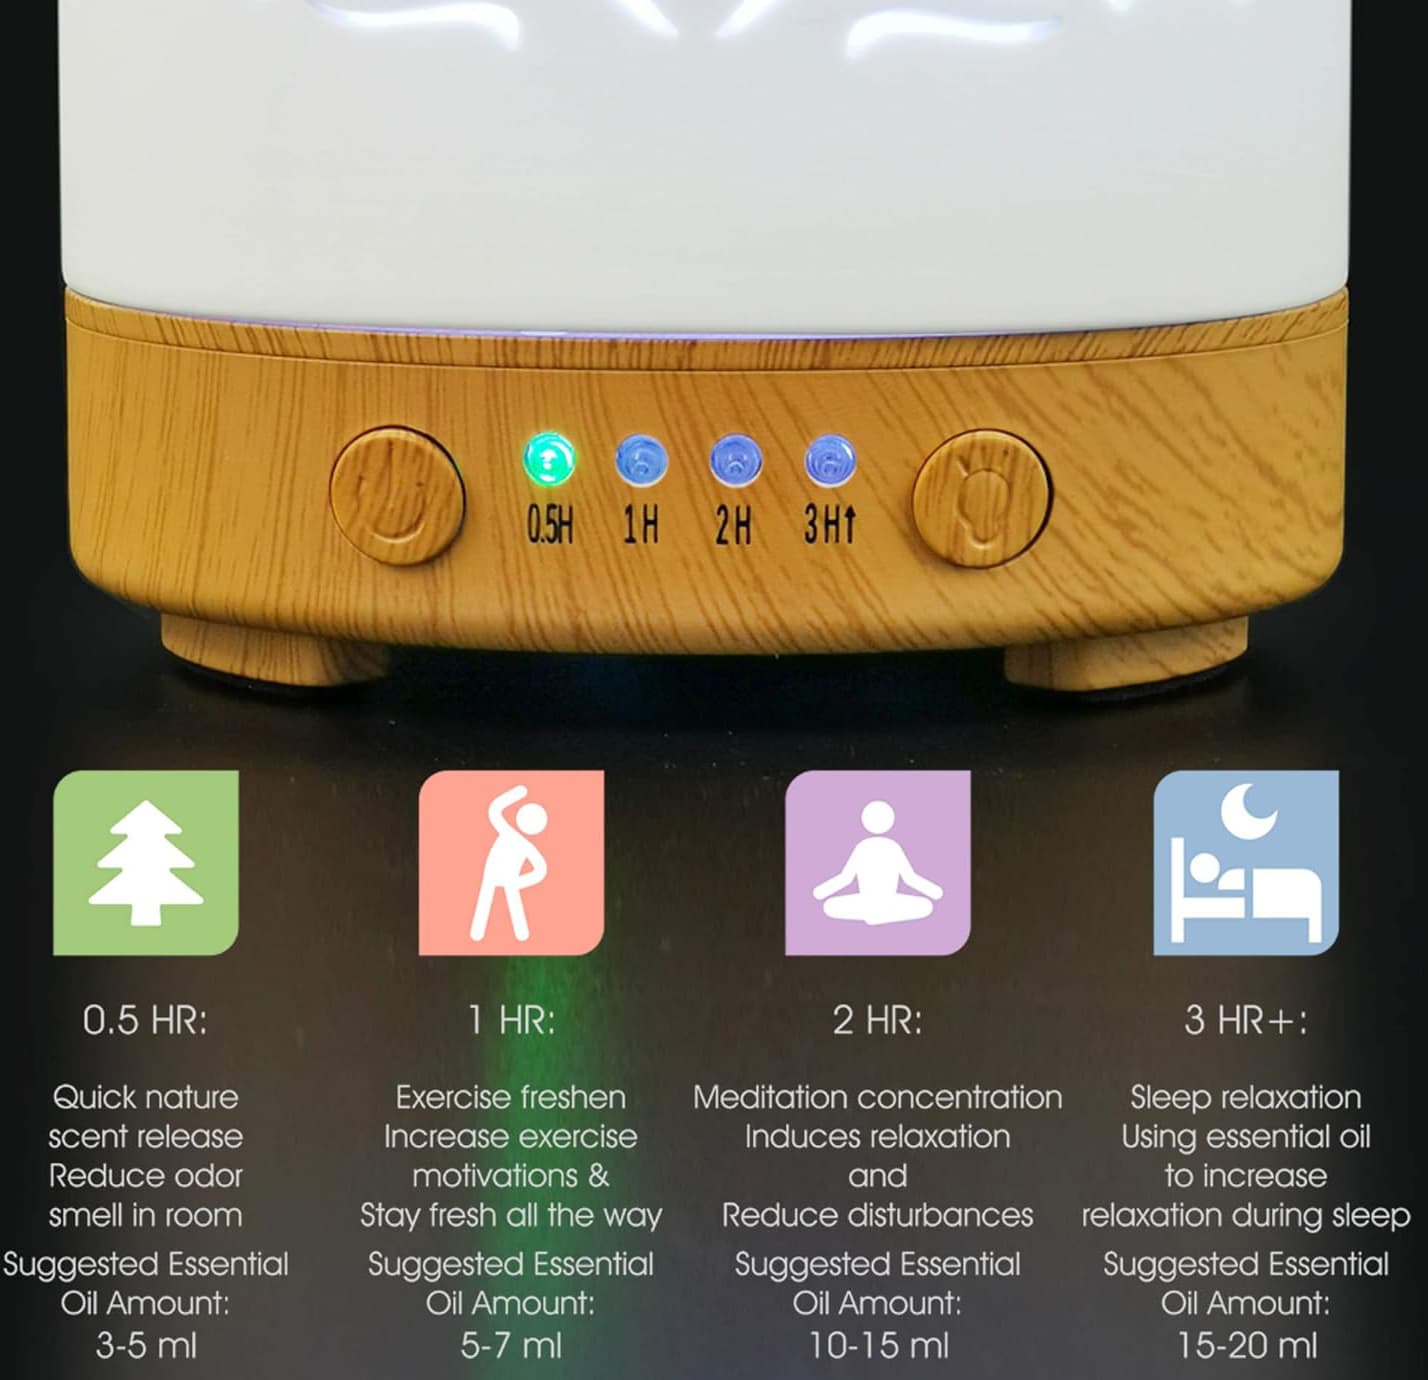 0.5H 1H 2H 3H↑
0.5 HR:
Quick nature
scent release
Reduce odor
smell in room
Suggested Essential
Oil Amount:
3-5 ml
1 HR:
Exercise freshen
Increase exercise
motivations &
Stay fresh all the way
Suggested Essential
Oil Amount:
5-7 ml
2 HR:
Meditation concentration
Induces relaxation
and
Reduce disturbances
Suggested Essential
Oil Amount:
10-15 ml
3 HR+:
Sleep relaxation
Using essential oil
to increase
relaxation during sleep
Suggested Essential
Oil Amount:
15-20 ml